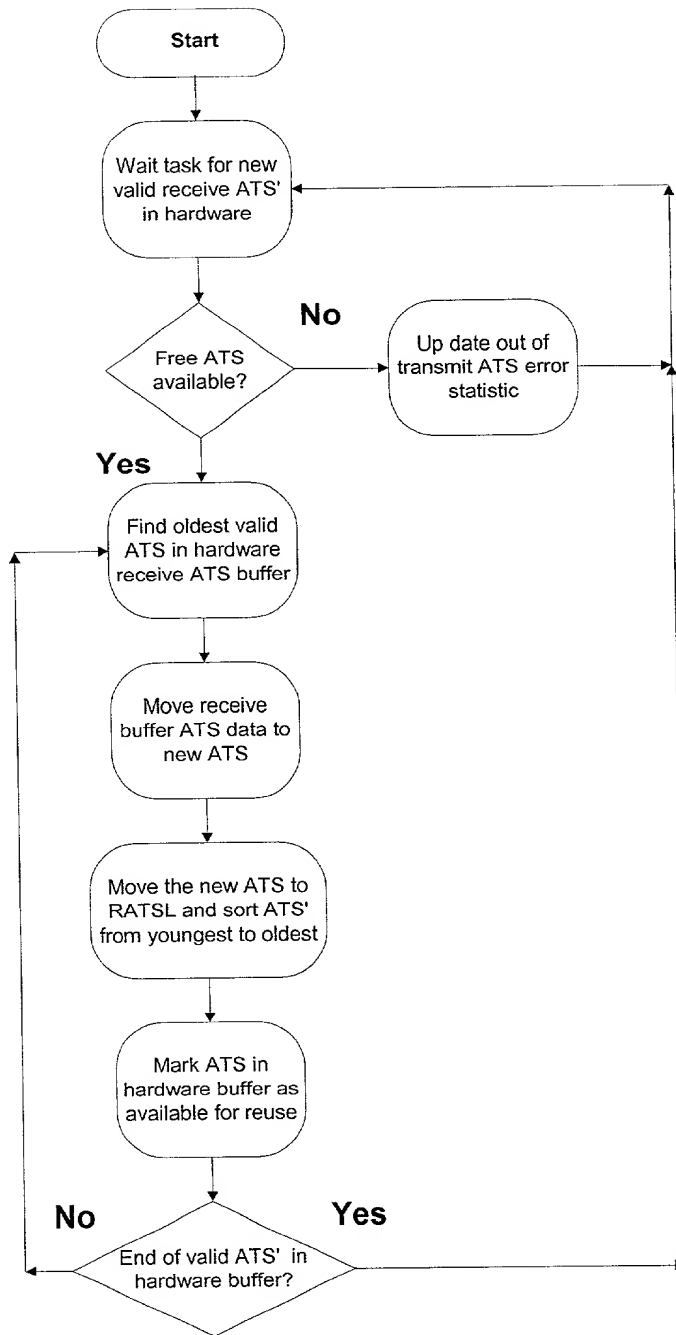 Start
Wait task for new
valid receive ATS'
in hardware
No
Free ATS
available?
Up date out of
transmit ATS error
statistic
Yes
Find oldest valid
ATS in hardware
receive ATS buffer
Move receive
buffer ATS data to
new ATS
Move the new ATS to
RATSL and sort ATS'
from youngest to oldest
Mark ATS in
hardware buffer as
available for reuse
No
Yes
End of valid ATS' in
hardware buffer?